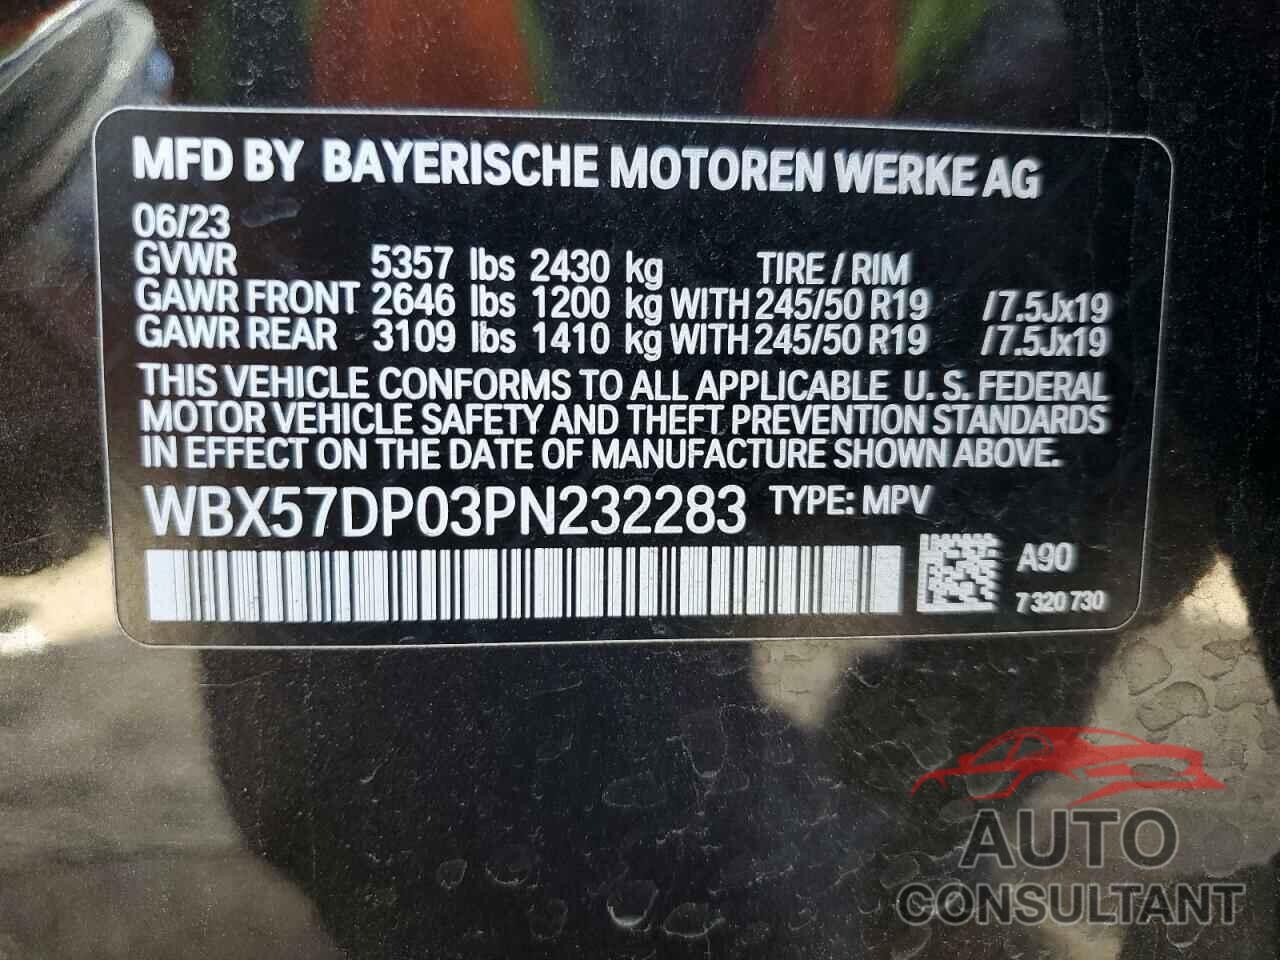 MFD BY BAYERISCHE MOTOREN WERKE AG
06/23
GVWR 5357 lbs 2430 kg TIRE / RIM
GAWR FRONT 2646 lbs 1200 kg WITH 245/50 R19 /7.5Jx19
GAWR REAR 3109 lbs 1410 kg WITH 245/50 R19 /7.5Jx19
THIS VEHICLE CONFORMS TO ALL APPLICABLE U. S. FEDERAL
MOTOR VEHICLE SAFETY AND THEFT PREVENTION STANDARDS
IN EFFECT ON THE DATE OF MANUFACTURE SHOWN ABOVE.
WBX57DP03PN232283 TYPE: MPV
A90
7 320 730
AUTO
CONSULTANT